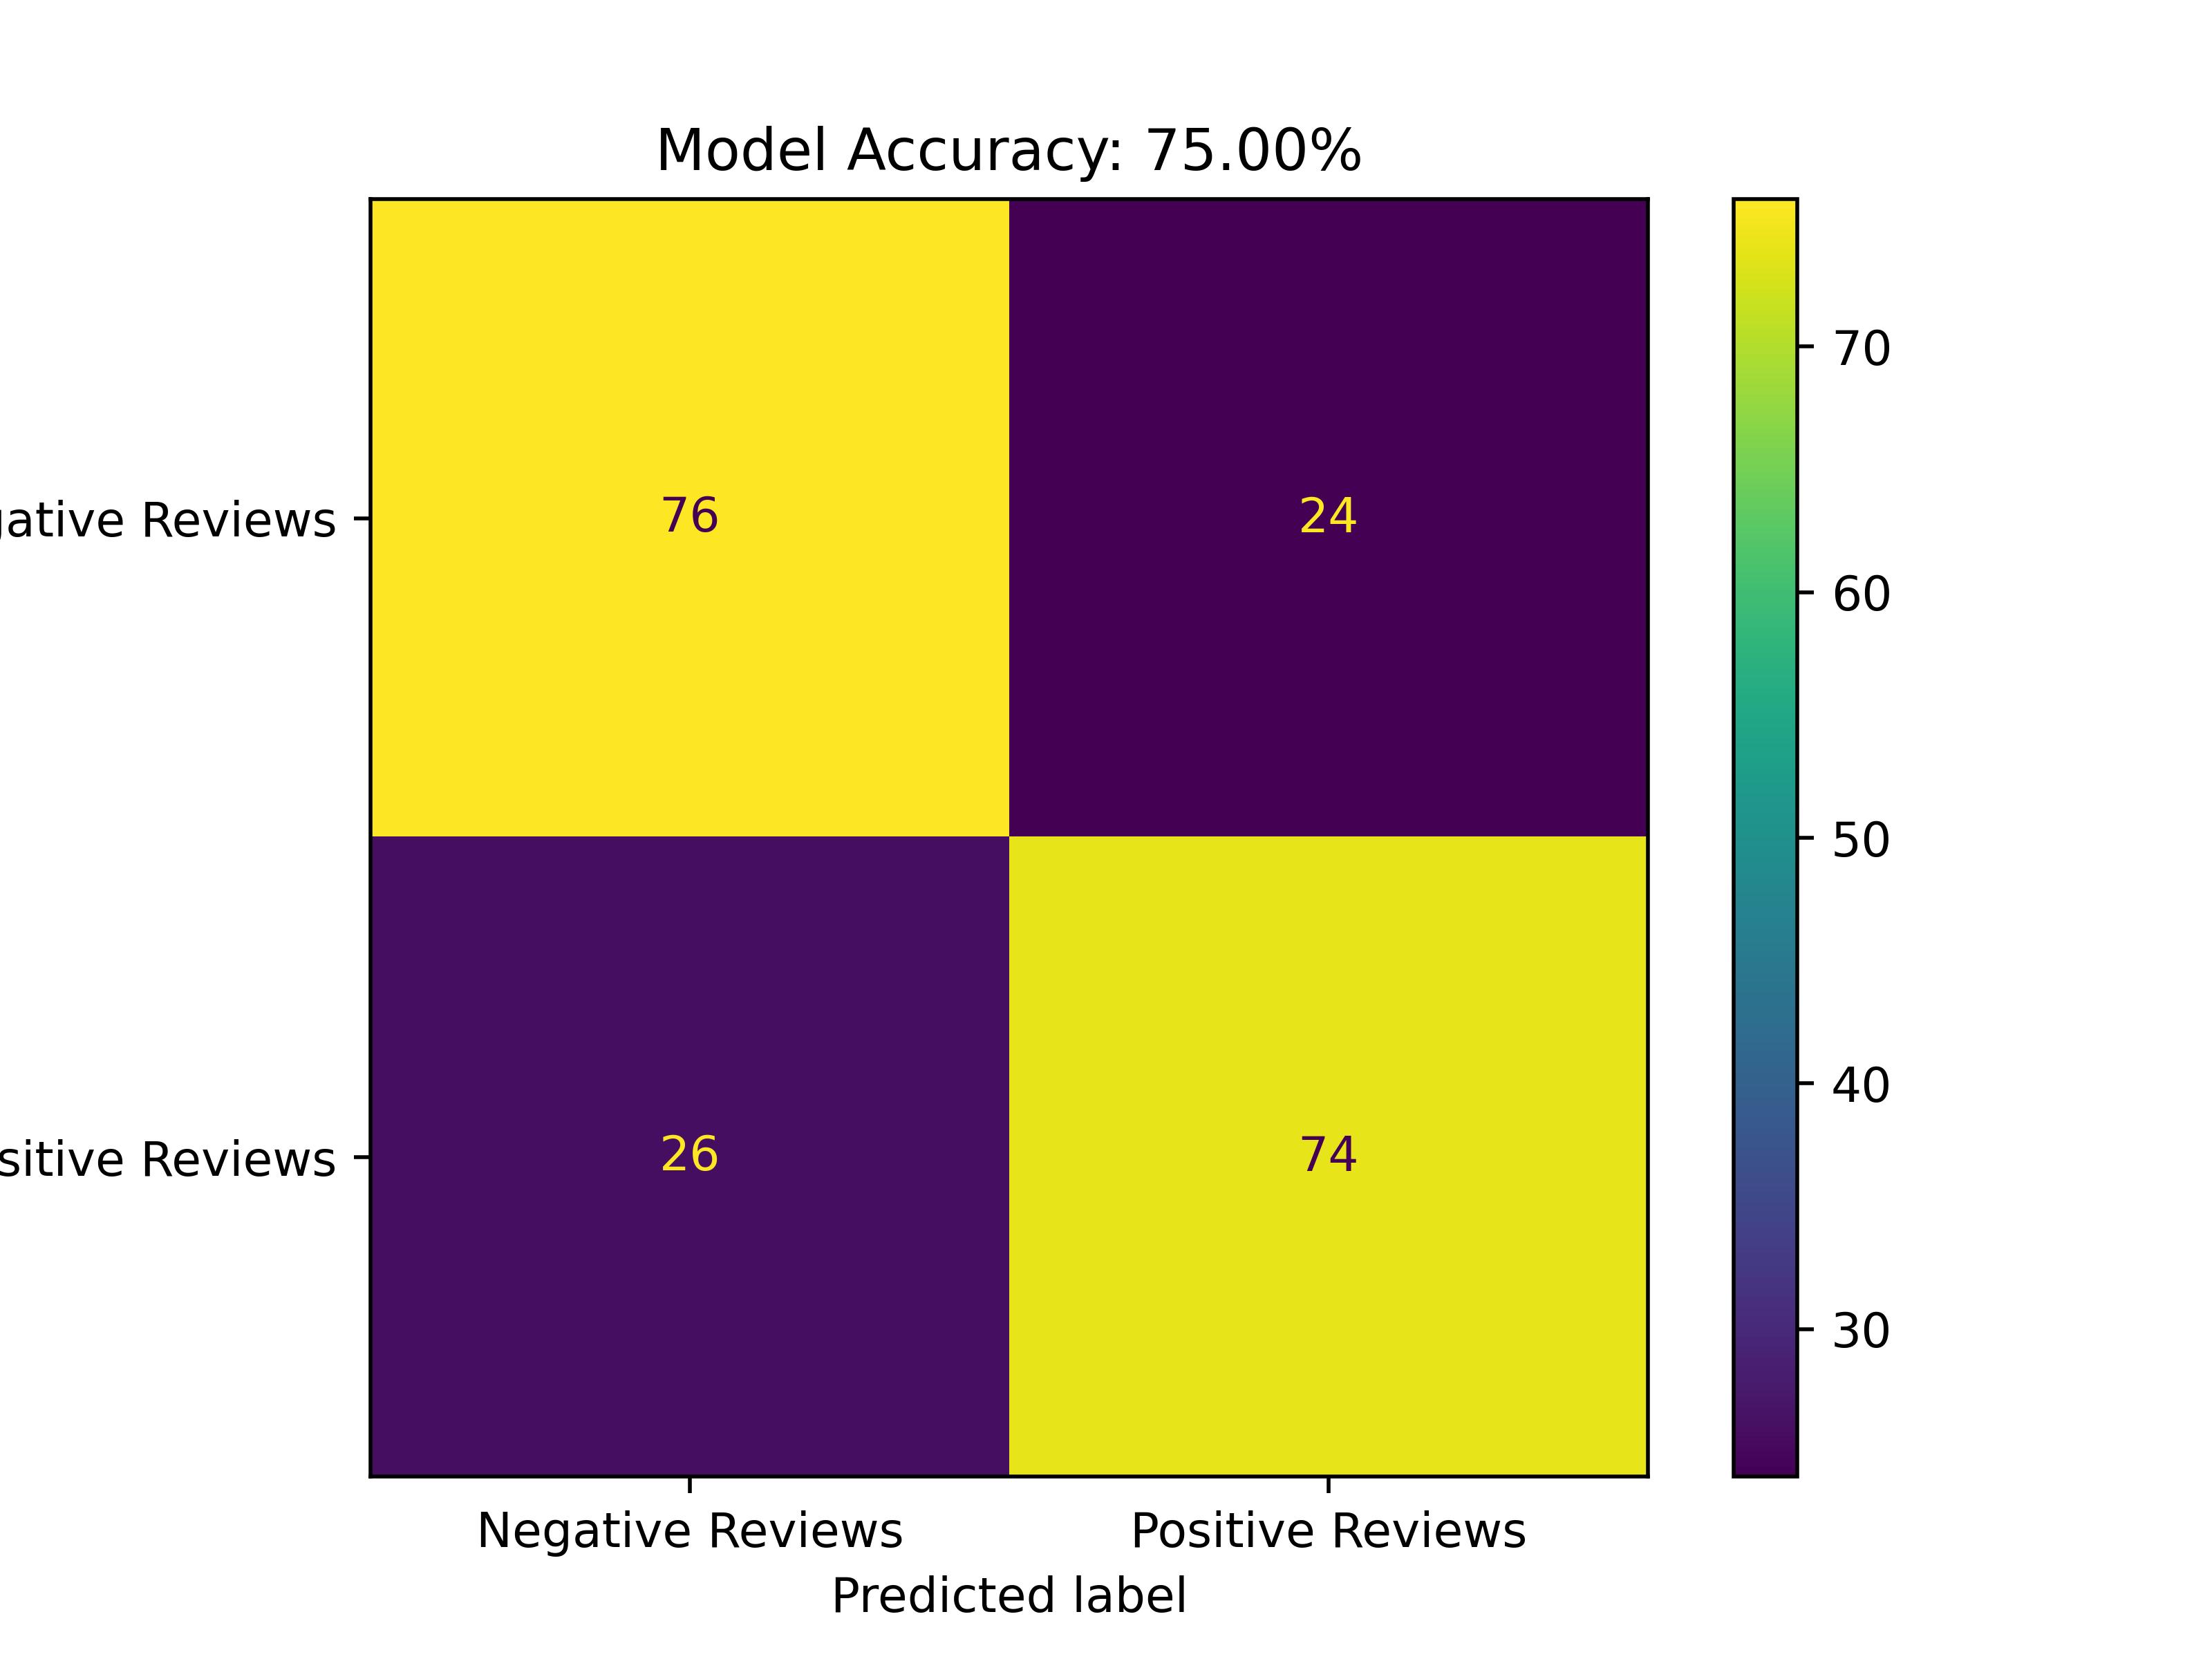 Model Accuracy: 75.00%
70
ative Reviews 76 24
60
50
40
sitive Reviews 26 74
30
Negative Reviews Positive Reviews
Predicted label